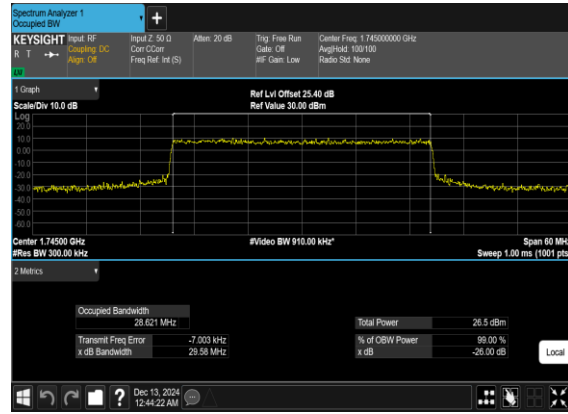 Spectrum Analyzer 1
Occupied BW
KEYSIGHT Input: RF Input Z: 50 Ω Atten: 20 dB Trig: Free Run Center Freq: 1.745000000 GHz
R T Coupling: DC Corr CCorr Gate: Off Avg|Hold: 100/100
Align: Off Freq Ref: Int (S) #IF Gain: Low Radio Std: None
LW
1 Graph
Ref Lvl Offset 25.40 dB
Scale/Div 10.0 dB Ref Value 30.00 dBm
Log
20.0
10.0
0.00
-10.0
-20.0
-30.0
-40.0
-50.0
-60.0
Center 1.74500 GHz #Video BW 910.00 kHz* Span 60 MHz
#Res BW 300.00 kHz Sweep 1.00 ms (1001 pts)
2 Metrics
Occupied Bandwidth
28.621 MHz Total Power 26.5 dBm
Transmit Freq Error -7.003 kHz % of OBW Power 99.00 %
x dB Bandwidth 29.58 MHz x dB -26.00 dB
Local
?
Dec 13, 2024
12:44:22 AM